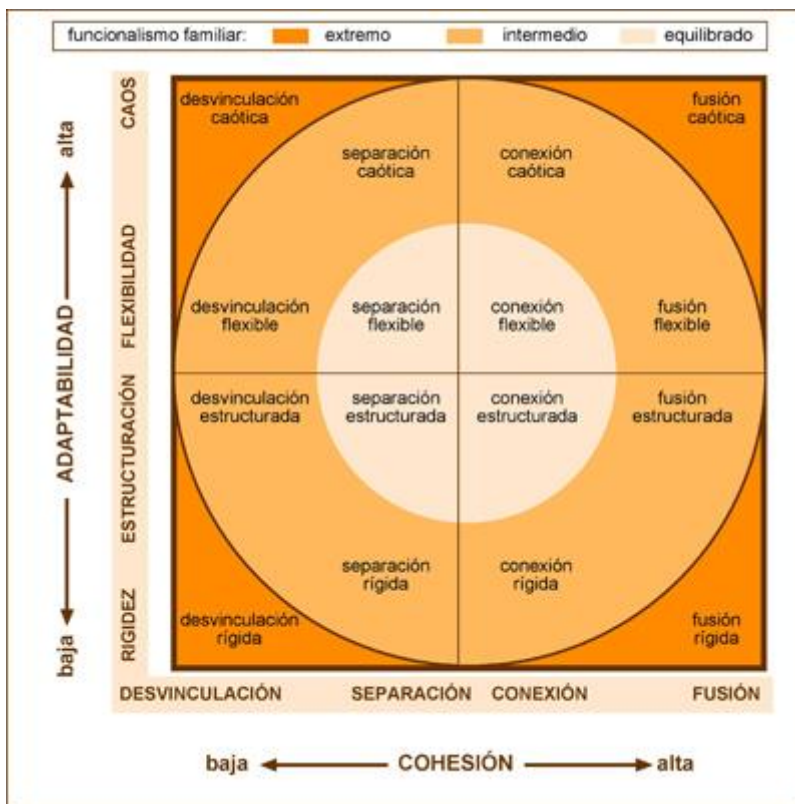 funcionalismo familiar: extremo intermedio equilibrado
desvinculación
caótica
fusión
caótica
separación
caótica
conexión
caótica
desvinculación
flexible
separación
flexible
conexión
flexible
fusión
flexible
desvinculación
estructurada
separación
estructurada
conexión
estructurada
fusión
estructurada
separación
rígida
conexión
rígida
desvinculación
rígida
fusión
rígida
alta
ADAPTABILIDAD
baja
CAOS
FLEXIBILIDAD
ESTRUCTURACIÓN
RIGIDEZ
DESVINCULACIÓN SEPARACIÓN CONEXIÓN FUSIÓN
baja COHESIÓN alta